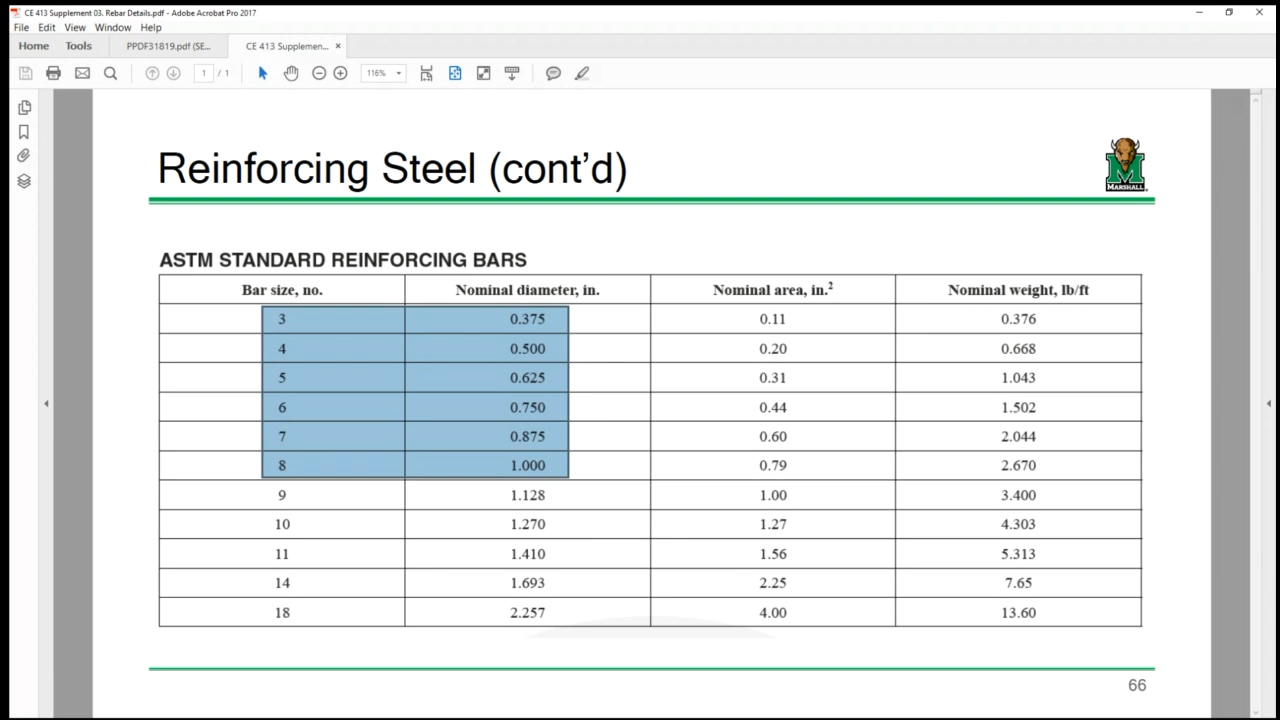 CE 413 Supplement 03. Rebar Details.pdf - Adobe Acrobat Pro 2017
File Edit View Window Help
Home Tools PPDF31819.pdf (SE... CE 413 Supplemen... ×
1 / 1 116%
Reinforcing Steel (cont’d)
MARSHALL
ASTM STANDARD REINFORCING BARS
Bar size, no. Nominal diameter, in. Nominal area, in.² Nominal weight, lb/ft
3 0.375 0.11 0.376
4 0.500 0.20 0.668
5 0.625 0.31 1.043
6 0.750 0.44 1.502
7 0.875 0.60 2.044
8 1.000 0.79 2.670
9 1.128 1.00 3.400
10 1.270 1.27 4.303
11 1.410 1.56 5.313
14 1.693 2.25 7.65
18 2.257 4.00 13.60
66